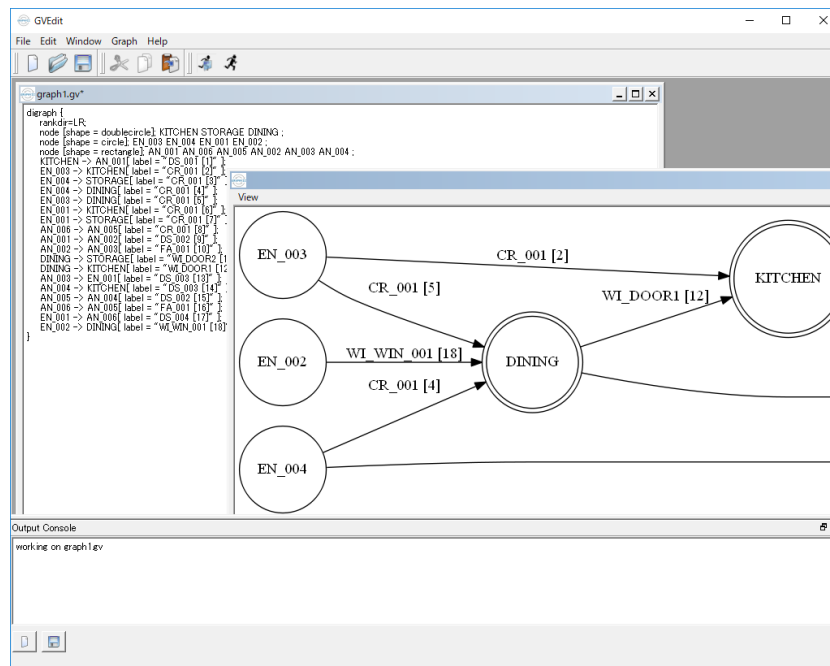 GVEdit
File Edit Window Graph Help
graph1.gv*
digraph {
rankdir=LR;
node [shape = doublecircle]; KITCHEN STORAGE DINING ;
node [shape = circle]; EN_003 EN_004 EN_001 EN_002 ;
node [shape = rectangle]; AN_001 AN_006 AN_005 AN_002 AN_003 AN_004 ;
KITCHEN -> AN_001[ label = "DS_001 [1]" ];
EN_003 -> KITCHEN[ label = "CR_001 [2]" ];
EN_004 -> STORAGE[ label = "CR_001 [3]" ];
EN_004 -> DINING[ label = "CR_001 [4]" ];
EN_003 -> DINING[ label = "CR_001 [5]" ];
EN_001 -> KITCHEN[ label = "CR_001 [6]" ];
EN_001 -> STORAGE[ label = "CR_001 [7]"
AN_006 -> AN_005[ label = "CR_001 [8]" ];
AN_001 -> AN_002[ label = "DS_002 [9]" ];
AN_002 -> AN_003[ label = "FA_001 [10]" ];
DINING -> STORAGE[ label = "WI_DOOR2 [1
DINING -> KITCHEN[ label = "WI_DOOR1 [12
AN_003 -> EN_001[ label = "DS_003 [13]" ];
AN_004 -> KITCHEN[ label = "DS_003 [14]" ];
AN_005 -> AN_004[ label = "DS_002 [15]" ];
AN_006 -> AN_005[ label = "FA_001 [16]" ];
EN_001 -> AN_006[ label = "DS_004 [17]" ];
EN_002 -> DINING[ label = "WI_WIN_001 [18]"
}
View
EN_003
CR_001 [2]
KITCHEN
CR_001 [5]
WI_DOOR1 [12]
EN_002
WI_WIN_001 [18]
DINING
CR_001 [4]
EN_004
Output Console
working on graph1.gv